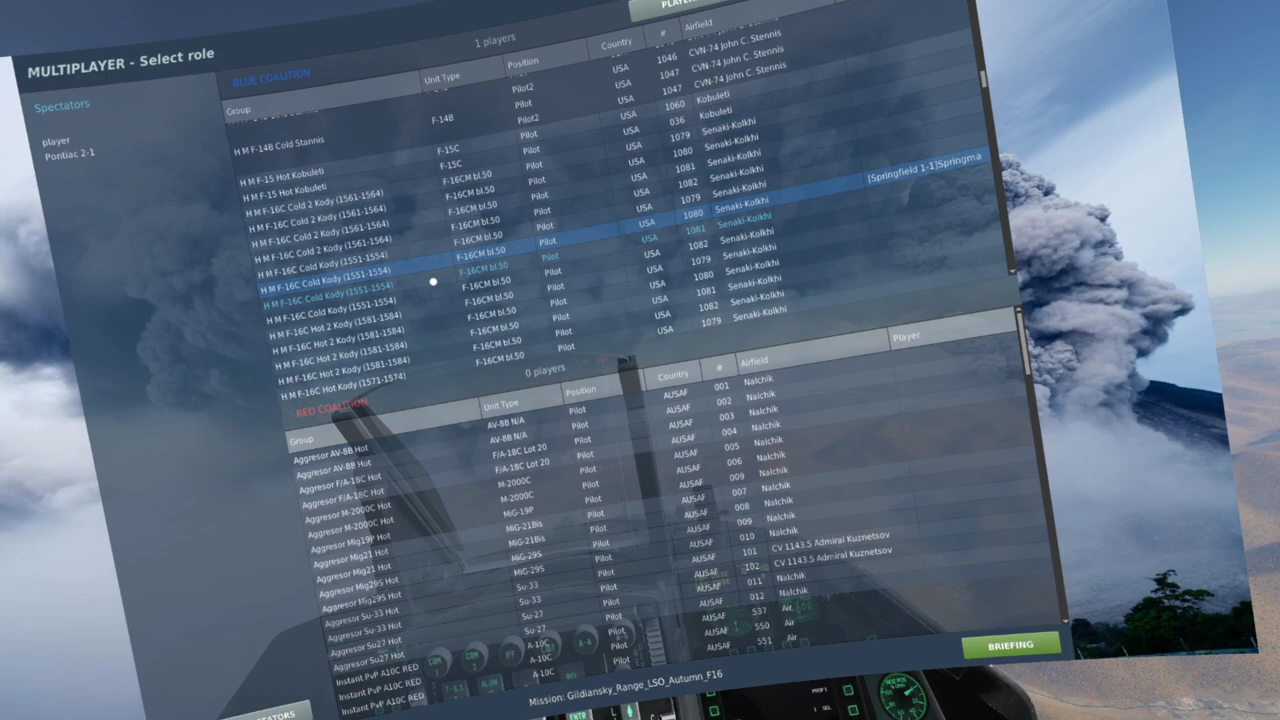 PLAYER
MULTIPLAYER - Select role
1 players
Spectators
player
Pontiac 2-1
BLUE COALITION
Group Unit Type Position Country # Airfield
Pilot2 USA 1046 CVN-74 John C. Stennis
Pilot USA 1047 CVN-74 John C. Stennis
H M F-14B Cold Stannis F-14B Pilot2 USA 1047 CVN-74 John C. Stennis
H M F-15 Hot Kobuleti F-15C Pilot USA 1060 Kobuleti
H M F-15 Hot Kobuleti F-15C Pilot USA 036 Kobuleti
H M F-16C Cold 2 Kody (1561-1564) F-16CM bl.50 Pilot USA 1079 Senaki-Kolkhi
H M F-16C Cold 2 Kody (1561-1564) F-16CM bl.50 Pilot USA 1080 Senaki-Kolkhi
H M F-16C Cold 2 Kody (1561-1564) F-16CM bl.50 Pilot USA 1081 Senaki-Kolkhi
H M F-16C Cold 2 Kody (1561-1564) F-16CM bl.50 Pilot USA 1082 Senaki-Kolkhi
H M F-16C Cold Kody (1551-1554) F-16CM bl.50 Pilot USA 1079 Senaki-Kolkhi
H M F-16C Cold Kody (1551-1554) F-16CM bl.50 Pilot USA 1080 Senaki-Kolkhi [Springfield 1-1]Springma
H M F-16C Cold Kody (1551-1554) F-16CM bl.50 Pilot USA 1081 Senaki-Kolkhi
H M F-16C Cold Kody (1551-1554) F-16CM bl.50 Pilot USA 1082 Senaki-Kolkhi
H M F-16C Hot 2 Kody (1581-1584) F-16CM bl.50 Pilot USA 1079 Senaki-Kolkhi
H M F-16C Hot 2 Kody (1581-1584) F-16CM bl.50 Pilot USA 1080 Senaki-Kolkhi
H M F-16C Hot 2 Kody (1581-1584) F-16CM bl.50 Pilot USA 1081 Senaki-Kolkhi
H M F-16C Hot 2 Kody (1581-1584) F-16CM bl.50 Pilot USA 1082 Senaki-Kolkhi
H M F-16C Hot Kody (1571-1574) F-16CM bl.50 Pilot USA 1079 Senaki-Kolkhi
RED COALITION
0 players
Group Unit Type Position Country # Airfield Player
Aggresor AV-8B Hot AV-8B N/A Pilot AUSAF 001 Nalchik
Aggresor AV-8B Hot AV-8B N/A Pilot AUSAF 002 Nalchik
Aggresor F/A-18C Hot F/A-18C Lot 20 Pilot AUSAF 003 Nalchik
Aggresor F/A-18C Hot F/A-18C Lot 20 Pilot AUSAF 004 Nalchik
Aggresor M-2000C Hot M-2000C Pilot AUSAF 005 Nalchik
Aggresor M-2000C Hot M-2000C Pilot AUSAF 006 Nalchik
Aggresor Mig19P Hot MiG-19P Pilot AUSAF 009 Nalchik
Aggresor Mig21 Hot MiG-21Bis Pilot AUSAF 007 Nalchik
Aggresor Mig21 Hot MiG-21Bis Pilot AUSAF 008 Nalchik
Aggresor Mig29S Hot MiG-29S Pilot AUSAF 009 Nalchik
Aggresor Mig29S Hot MiG-29S Pilot AUSAF 010 Nalchik
Aggresor Su-33 Hot Su-33 Pilot AUSAF 101 CV 1143.5 Admiral Kuznetsov
Aggresor Su-33 Hot Su-33 Pilot AUSAF 102 CV 1143.5 Admiral Kuznetsov
Aggresor Su27 Hot Su-27 Pilot AUSAF 011 Nalchik
Aggresor Su27 Hot Su-27 Pilot AUSAF 012 Nalchik
Instant PvP A10C RED A-10C Pilot AUSAF 537 Air
Instant PvP A10C RED A-10C Pilot AUSAF 550 Air
Instant PvP A10C RED A-10C Pilot AUSAF 551 Air
TATORS
Mission: Gildiansky_Range_LSO_Autumn_F16
BRIEFING